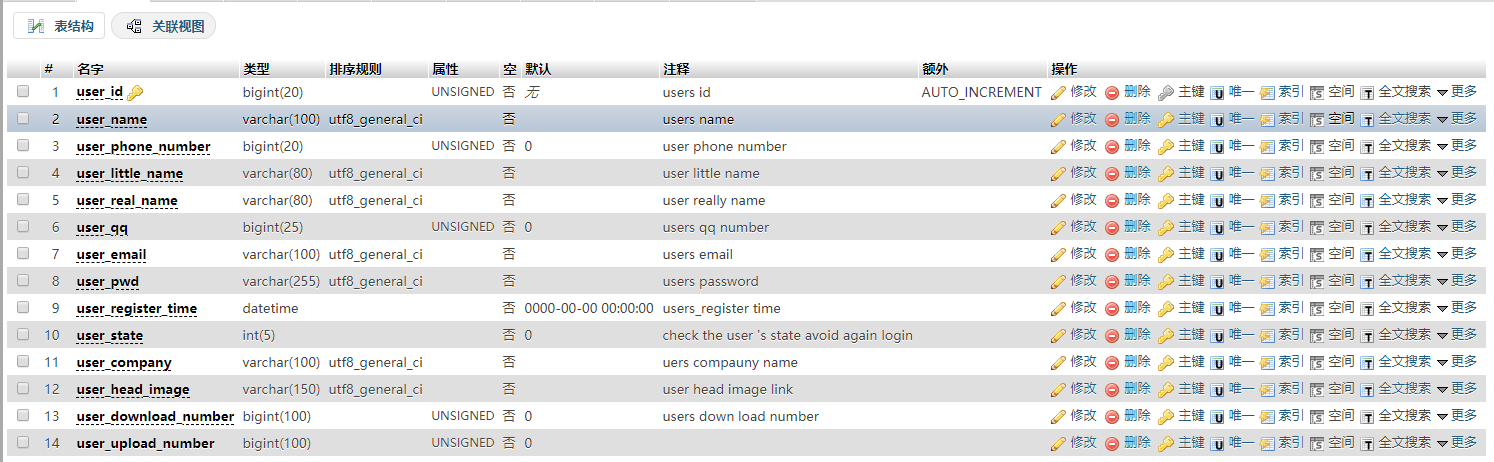 表结构 关联视图
# 名字 类型 排序规则 属性 空 默认 注释 额外 操作
1 user_id bigint(20) UNSIGNED 否 无 users id AUTO_INCREMENT 修改 删除 主键 唯一 索引 空间 全文搜索 更多
2 user_name varchar(100) utf8_general_ci 否 users name 修改 删除 主键 唯一 索引 空间 全文搜索 更多
3 user_phone_number bigint(20) UNSIGNED 否 0 user phone number 修改 删除 主键 唯一 索引 空间 全文搜索 更多
4 user_little_name varchar(80) utf8_general_ci 否 user little name 修改 删除 主键 唯一 索引 空间 全文搜索 更多
5 user_real_name varchar(80) utf8_general_ci 否 user really name 修改 删除 主键 唯一 索引 空间 全文搜索 更多
6 user_qq bigint(25) UNSIGNED 否 0 users qq number 修改 删除 主键 唯一 索引 空间 全文搜索 更多
7 user_email varchar(100) utf8_general_ci 否 users email 修改 删除 主键 唯一 索引 空间 全文搜索 更多
8 user_pwd varchar(255) utf8_general_ci 否 users password 修改 删除 主键 唯一 索引 空间 全文搜索 更多
9 user_register_time datetime 否 0000-00-00 00:00:00 users_register time 修改 删除 主键 唯一 索引 空间 全文搜索 更多
10 user_state int(5) 否 0 check the user 's state avoid again login 修改 删除 主键 唯一 索引 空间 全文搜索 更多
11 user_company varchar(100) utf8_general_ci 否 uers compauny name 修改 删除 主键 唯一 索引 空间 全文搜索 更多
12 user_head_image varchar(150) utf8_general_ci 否 user head image link 修改 删除 主键 唯一 索引 空间 全文搜索 更多
13 user_download_number bigint(100) UNSIGNED 否 0 users down load number 修改 删除 主键 唯一 索引 空间 全文搜索 更多
14 user_upload_number bigint(100) UNSIGNED 否 0 修改 删除 主键 唯一 索引 空间 全文搜索 更多